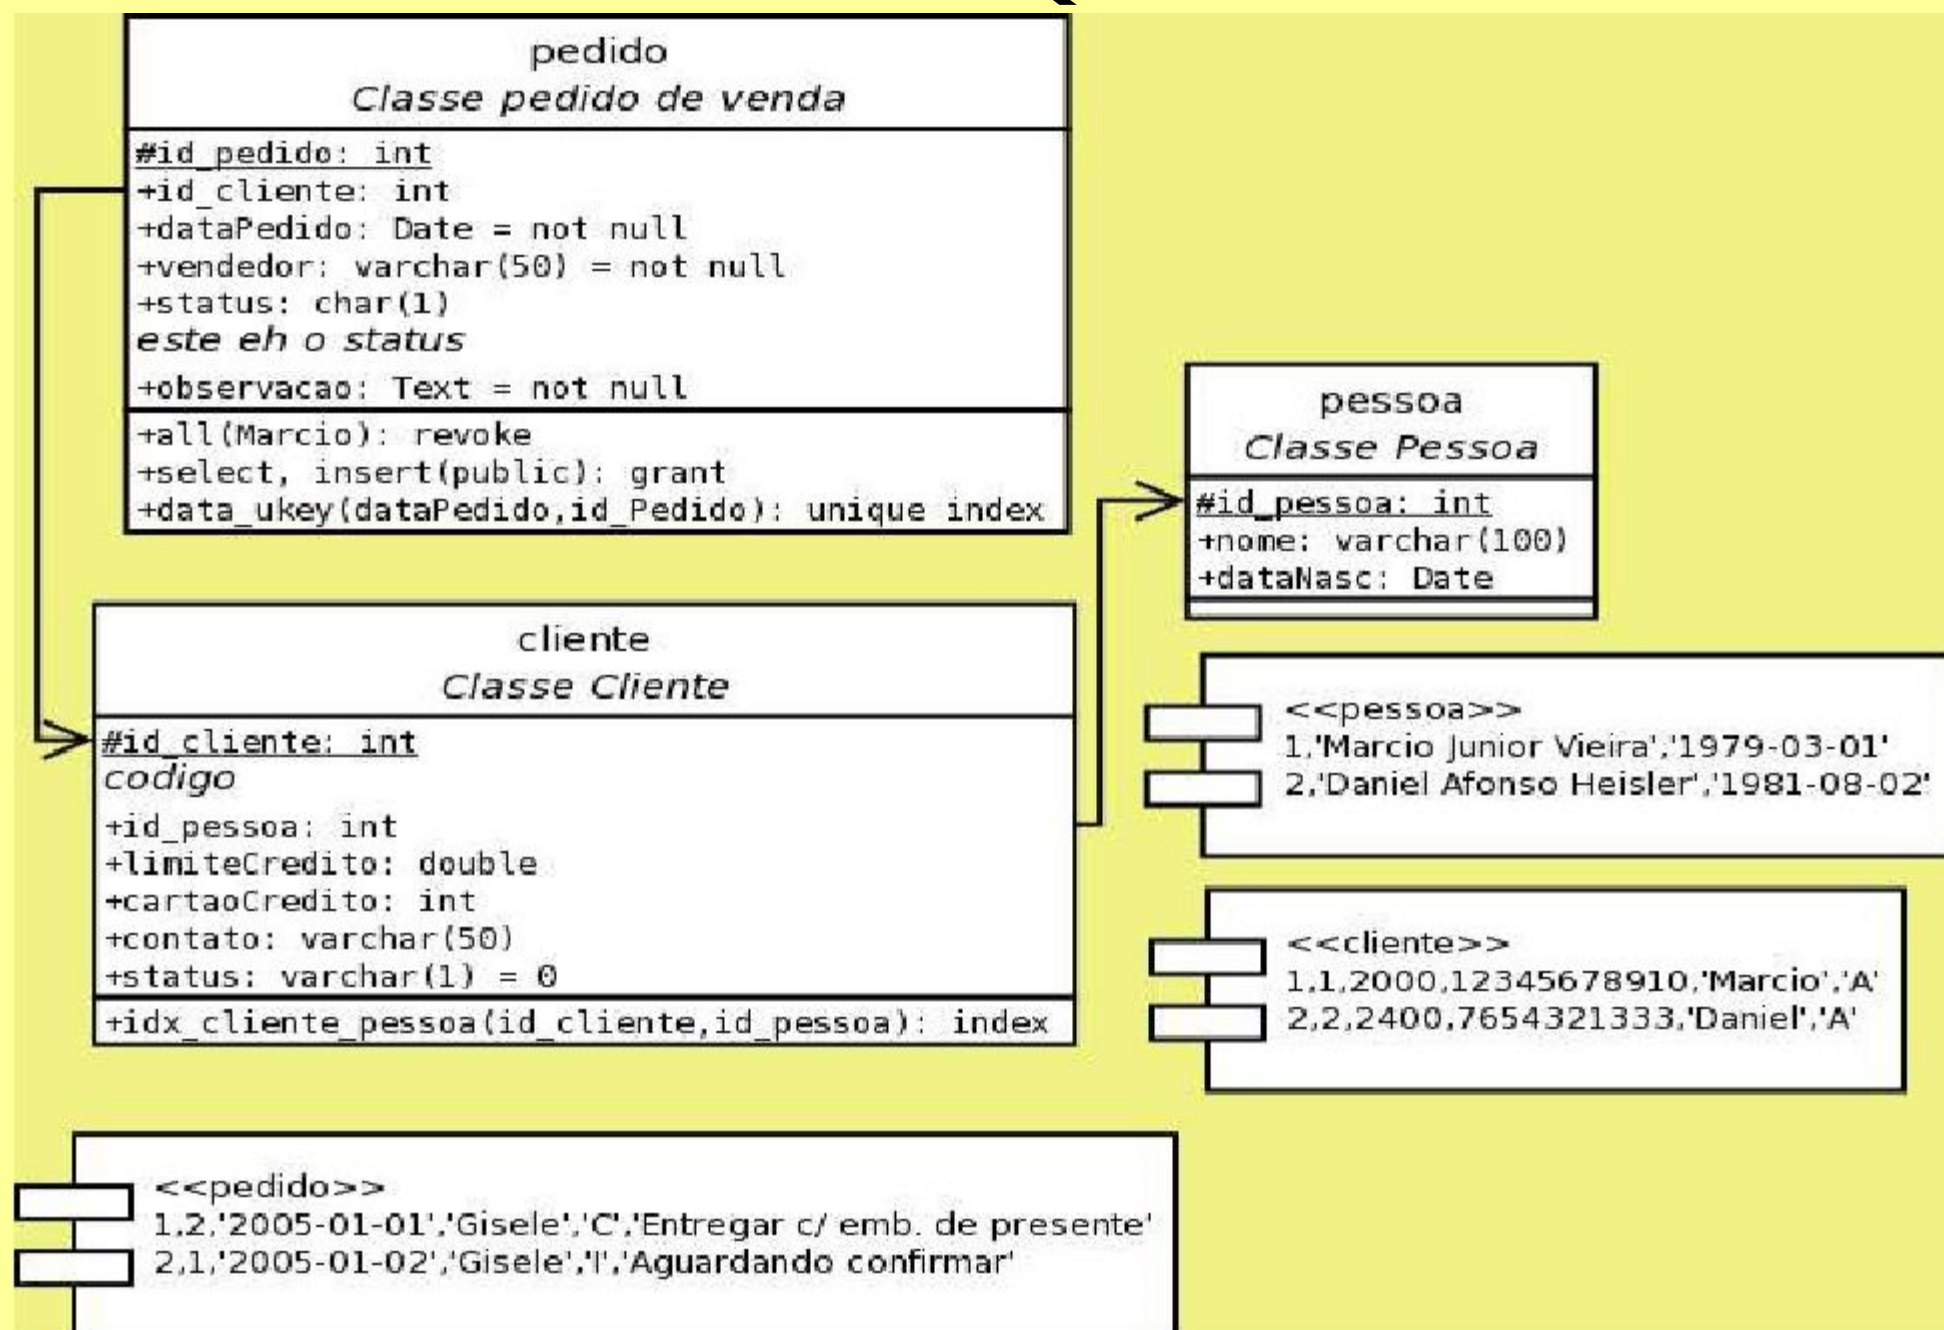 pedido
Classe pedido de venda
#id_pedido: int
+id_cliente: int
+dataPedido: Date = not null
+vendedor: varchar(50) = not null
+status: char(1)
este eh o status
+observacao: Text = not null
+all(Marcio): revoke
+select, insert(public): grant
+data_ukey(dataPedido,id_Pedido): unique index
pessoa
Classe Pessoa
#id_pessoa: int
+nome: varchar(100)
+dataNasc: Date
cliente
Classe Cliente
#id_cliente: int
codigo
+id_pessoa: int
+limiteCredito: double
+cartaoCredito: int
+contato: varchar(50)
+status: varchar(1) = 0
+idx_cliente_pessoa(id_cliente,id_pessoa): index
<<pessoa>>
1,'Marcio Junior Vieira','1979-03-01'
2,'Daniel Afonso Heisler','1981-08-02'
<<cliente>>
1,1,2000,12345678910,'Marcio','A'
2,2,2400,7654321333,'Daniel','A'
<<pedido>>
1,2,'2005-01-01','Gisele','C','Entregar c/ emb. de presente'
2,1,'2005-01-02','Gisele','I','Aguardando confirmar'